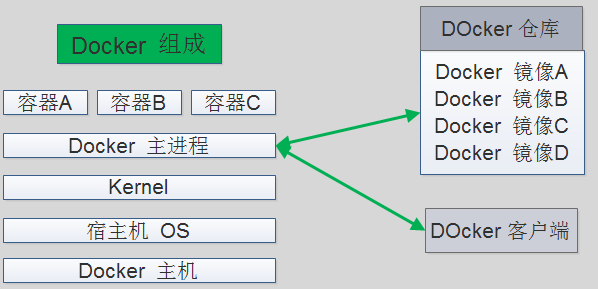 Docker 组成
容器A 容器B 容器C
Docker 主进程
Kernel
宿主机 OS
Docker 主机
DOcker 仓库
Docker 镜像A
Docker 镜像B
Docker 镜像C
Docker 镜像D
DOcker 客户端